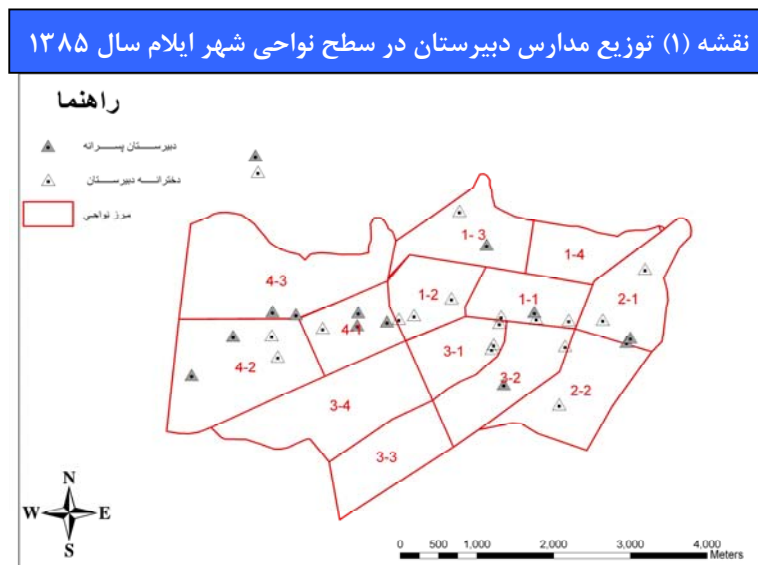 نقشه (۱) توزیع مدارس دبیرستان در سطح نواحی شهر ایلام سال ۱۳۸۵
راهنما
دبیرستان پسرانه
دخترانه دبیرستان
مرز نواحی
1-3
1-4
4-3
1-2
1-1
2-1
4-1
3-1
4-2
3-2
2-2
3-4
3-3
N
W E
S
0 500 1,000 2,000 3,000 4,000
Meters